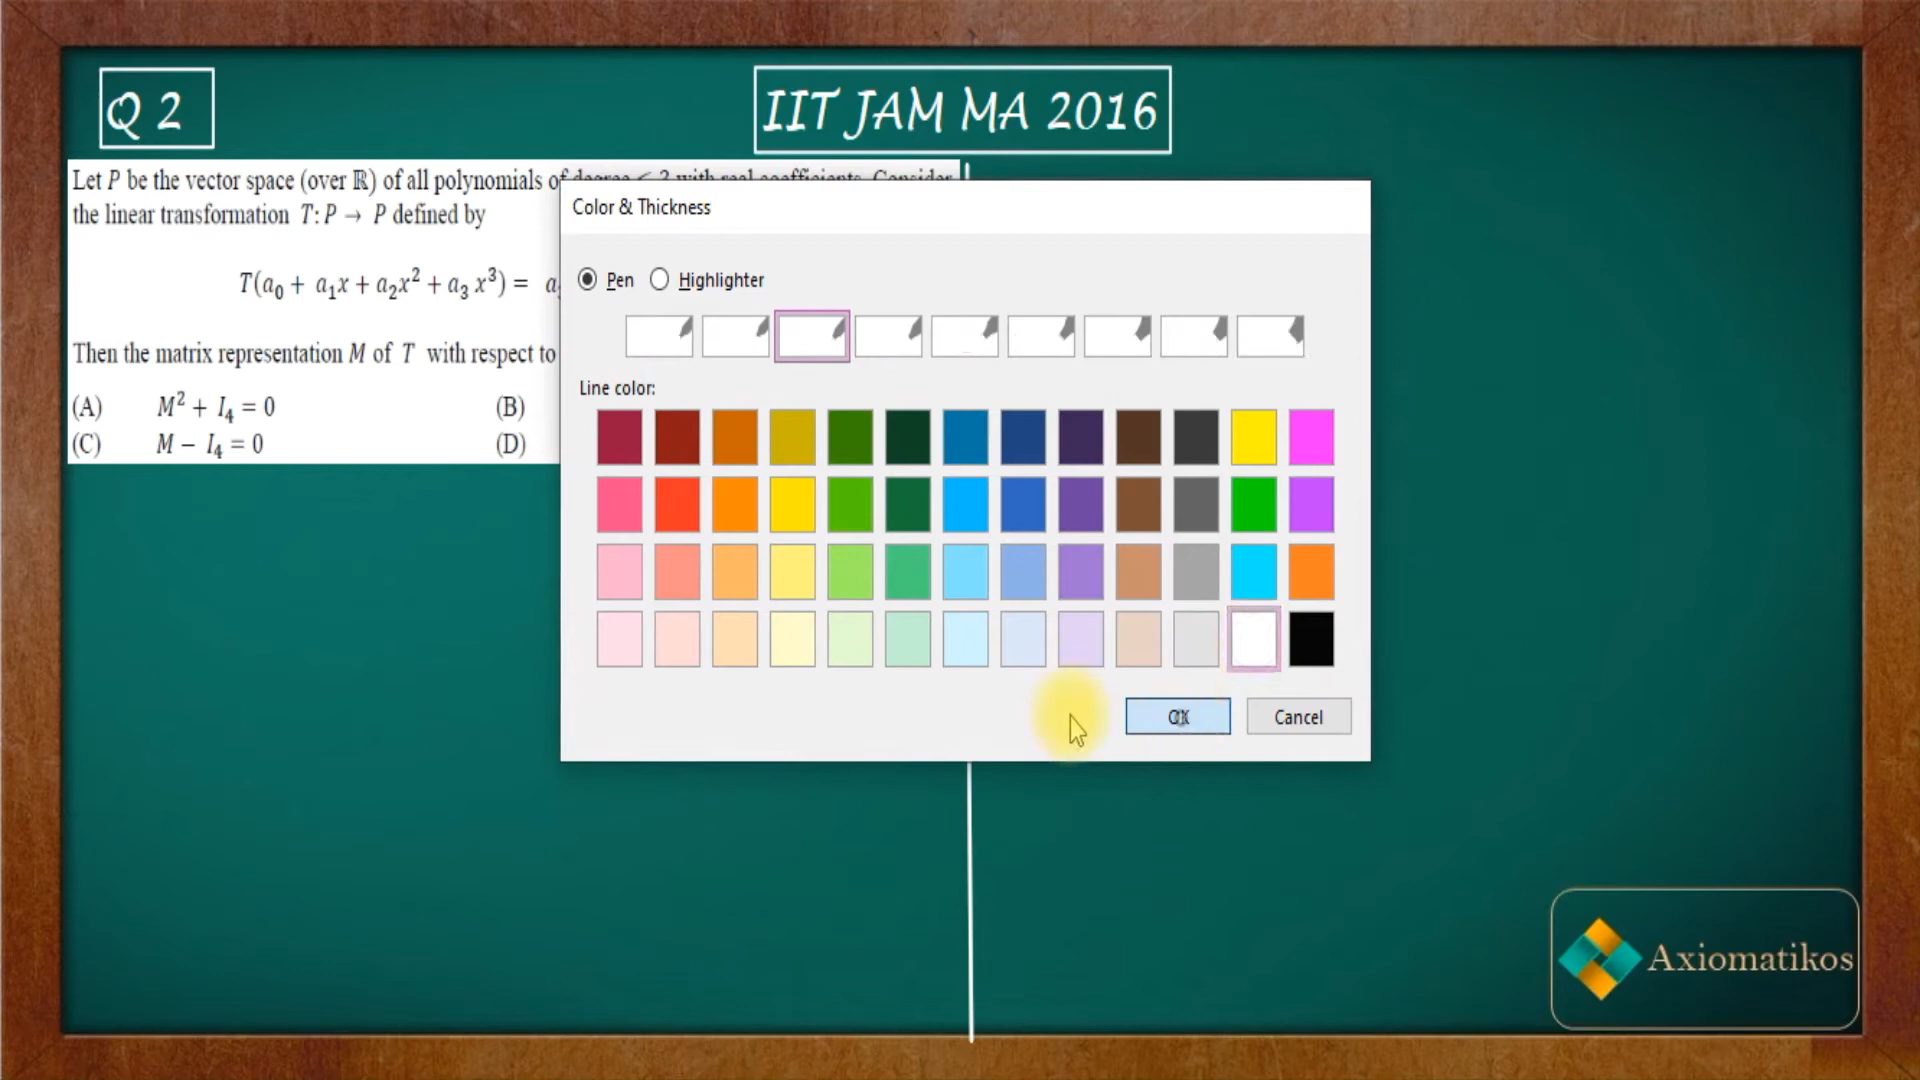 Q 2
IIT JAM MA 2016
Let P be the vector space (over ℝ) of all polynomials of
the linear transformation T: P → P defined by
T(a₀ + a₁x + a₂x² + a₃ x³) = a
Then the matrix representation M of T with respect to
(A) M² + I₄ = 0 (B)
(C) M − I₄ = 0 (D)
Color & Thickness
Pen Highlighter
Line color:
OK Cancel
Axiomatikos